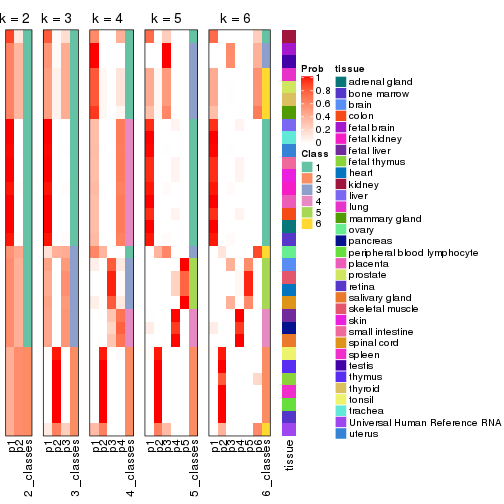 k = 2 k = 3 k = 4 k = 5 k = 6
Prob
1
0.8
0.6
0.4
0.2
0
Class
1
2
3
4
5
6
tissue
adrenal gland
bone marrow
brain
colon
fetal brain
fetal kidney
fetal liver
fetal thymus
heart
kidney
liver
lung
mammary gland
ovary
pancreas
peripheral blood lymphocyte
placenta
prostate
retina
salivary gland
skeletal muscle
skin
small intestine
spinal cord
spleen
testis
thymus
thyroid
tonsil
trachea
Universal Human Reference RNA
uterus
p1
p2
2_classes
p1
p2
p3
3_classes
p1
p2
p3
p4
4_classes
p1
p2
p3
p4
p5
5_classes
p1
p2
p3
p4
p5
p6
6_classes
tissue